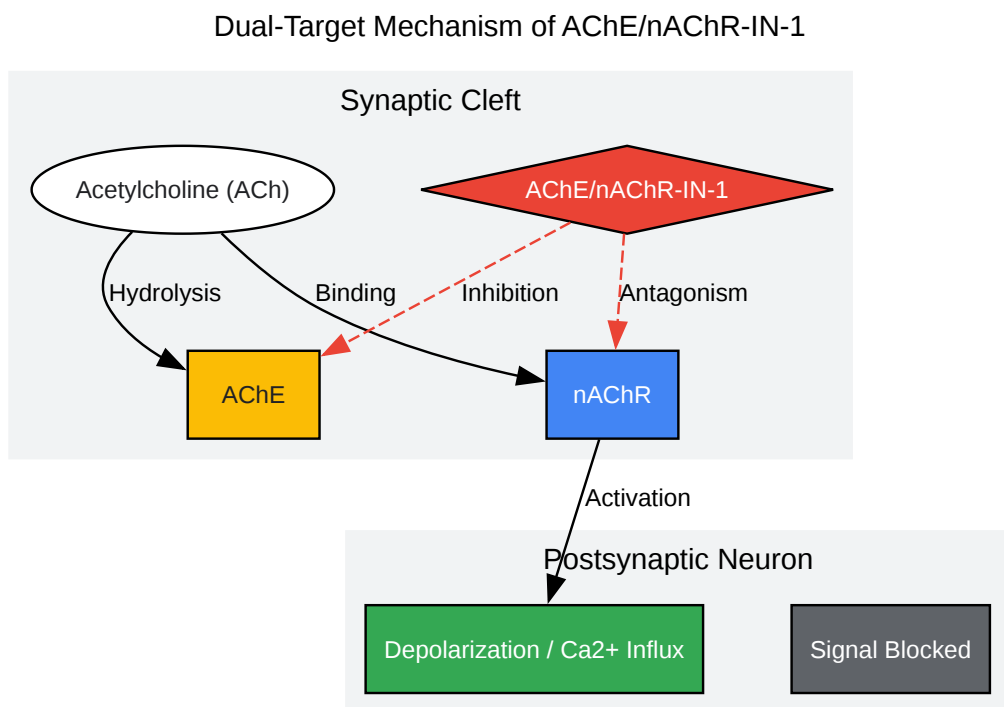 Dual-Target Mechanism of AChE/nAChR-IN-1
Synaptic Cleft
Acetylcholine (ACh)
AChE/nAChR-IN-1
Hydrolysis
Binding
Inhibition
Antagonism
AChE
nAChR
Activation
Postsynaptic Neuron
Depolarization / Ca2+ Influx
Signal Blocked